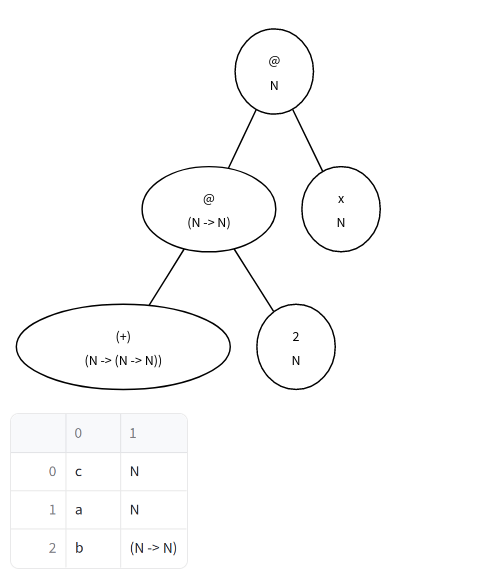 @
N
@
(N -> N)
x
N
(+)
(N -> (N -> N))
2
N
0 1
0 c N
1 a N
2 b (N -> N)